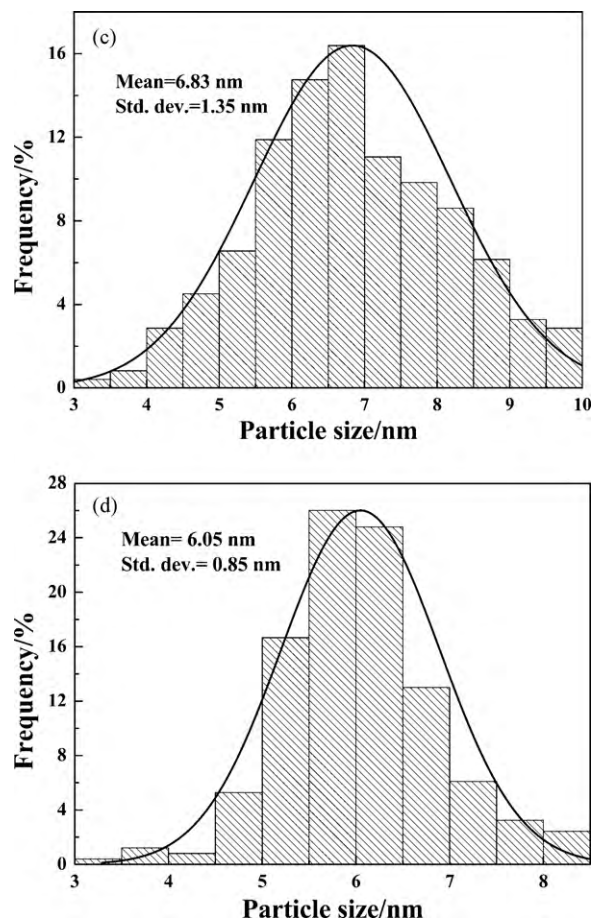 (c)
Mean=6.83 nm
Std. dev.=1.35 nm
Frequency/%
16
12
8
4
0
3 4 5 6 7 8 9 10
Particle size/nm
(d)
Mean= 6.05 nm
Std. dev.= 0.85 nm
Frequency/%
28
24
20
16
12
8
4
0
3 4 5 6 7 8
Particle size/nm